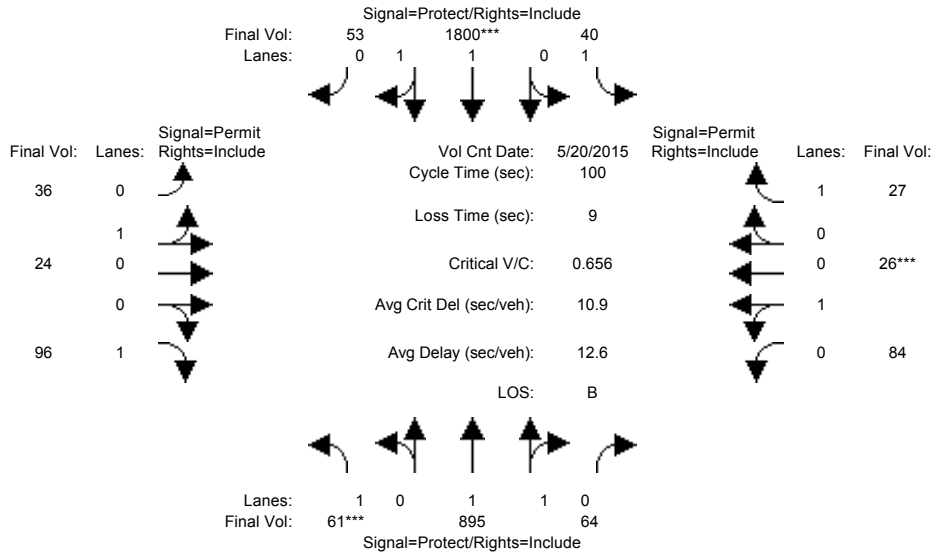 Signal=Protect/Rights=Include
Final Vol: 53 1800*** 40
Lanes: 0 1 1 0 1
Signal=Permit Signal=Permit
Final Vol: Lanes: Rights=Include Vol Cnt Date: 5/20/2015 Rights=Include Lanes: Final Vol:
Cycle Time (sec): 100
36 0 1 27
Loss Time (sec): 9
1 0
24 0 Critical V/C: 0.656 0 26***
0 Avg Crit Del (sec/veh): 10.9 1
96 1 Avg Delay (sec/veh): 12.6 0 84
LOS: B
Lanes: 1 0 1 1 0
Final Vol: 61*** 895 64
Signal=Protect/Rights=Include